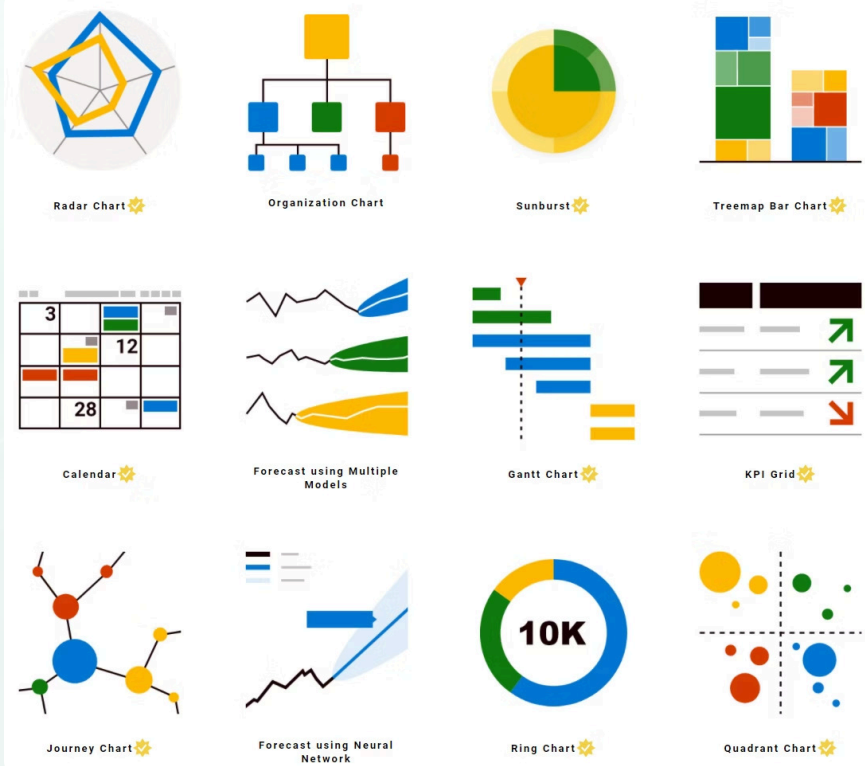 Radar Chart
Organization Chart
Sunburst
Treemap Bar Chart
3
12
28
Calendar
Forecast using Multiple
Models
Gantt Chart
KPI Grid
Journey Chart
Forecast using Neural
Network
10K
Ring Chart
Quadrant Chart